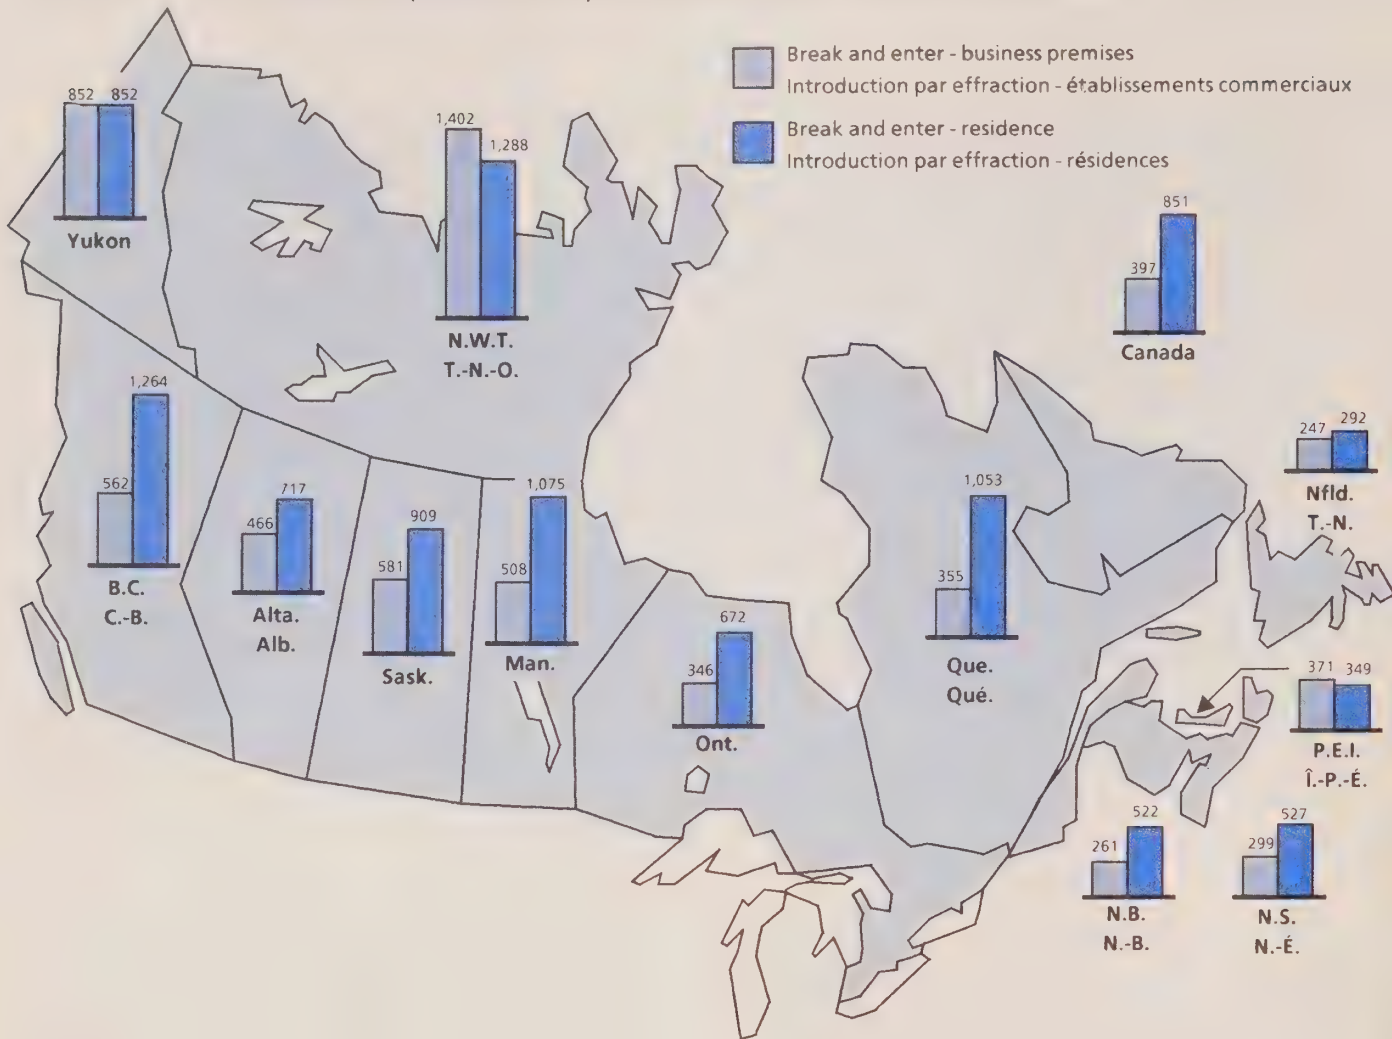 Break and enter - business premises
Introduction par effraction - établissements commerciaux
Break and enter - residence
Introduction par effraction - résidences
852 852
Yukon
1,402
1,288
N.W.T.
T.-N.-O.
851
397
Canada
1,264
562
B.C.
C.-B.
717
466
Alta.
Alb.
909
581
Sask.
1,075
508
Man.
672
346
Ont.
1,053
355
Que.
Qué.
247 292
Nfld.
T.-N.
371 349
P.E.I.
Î.-P.-É.
522
261
N.B.
N.-B.
527
299
N.S.
N.-É.